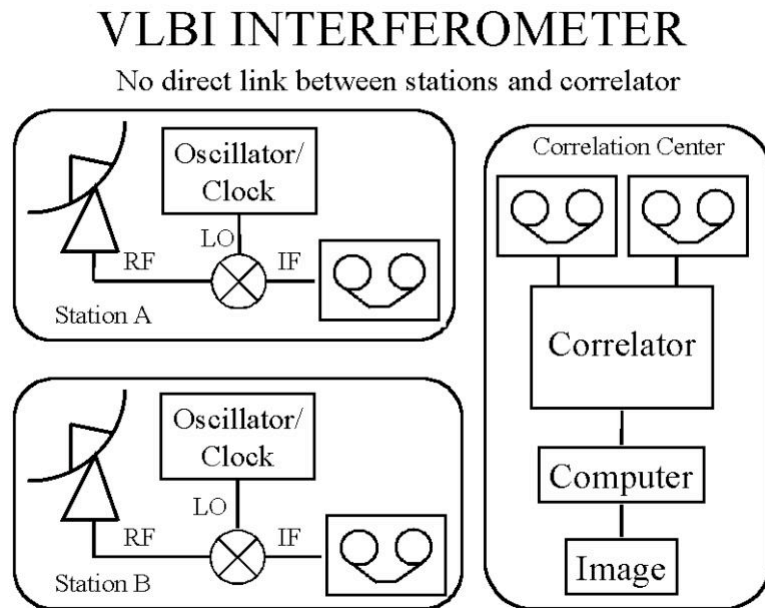 VLBI INTERFEROMETER
No direct link between stations and correlator
Oscillator/
Clock
LO
RF
IF
Station A
Oscillator/
Clock
LO
RF
IF
Station B
Correlation Center
Correlator
Computer
Image